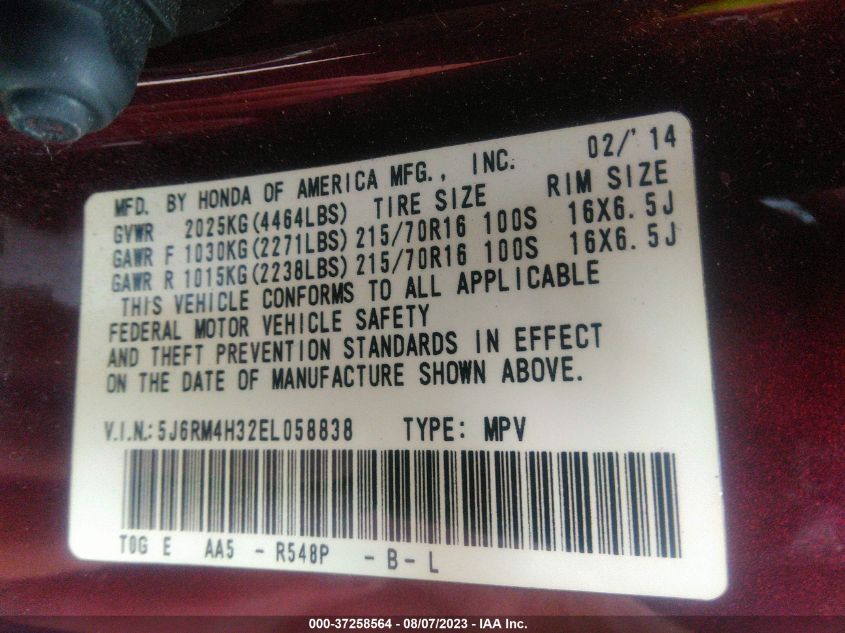 02/'14
MFD. BY HONDA OF AMERICA MFG., INC.
GVWR 2025KG(4464LBS) TIRE SIZE RIM SIZE
GAWR F 1030KG(2271LBS) 215/70R16 100S 16X6.5J
GAWR R 1015KG(2238LBS) 215/70R16 100S 16X6.5J
THIS VEHICLE CONFORMS TO ALL APPLICABLE
FEDERAL MOTOR VEHICLE SAFETY
AND THEFT PREVENTION STANDARDS IN EFFECT
ON THE DATE OF MANUFACTURE SHOWN ABOVE.
V.I.N.: 5J6RM4H32EL058838 TYPE: MPV
T0G E AA5 - R548P - B - L
000-37258564 - 08/07/2023 - IAA Inc.